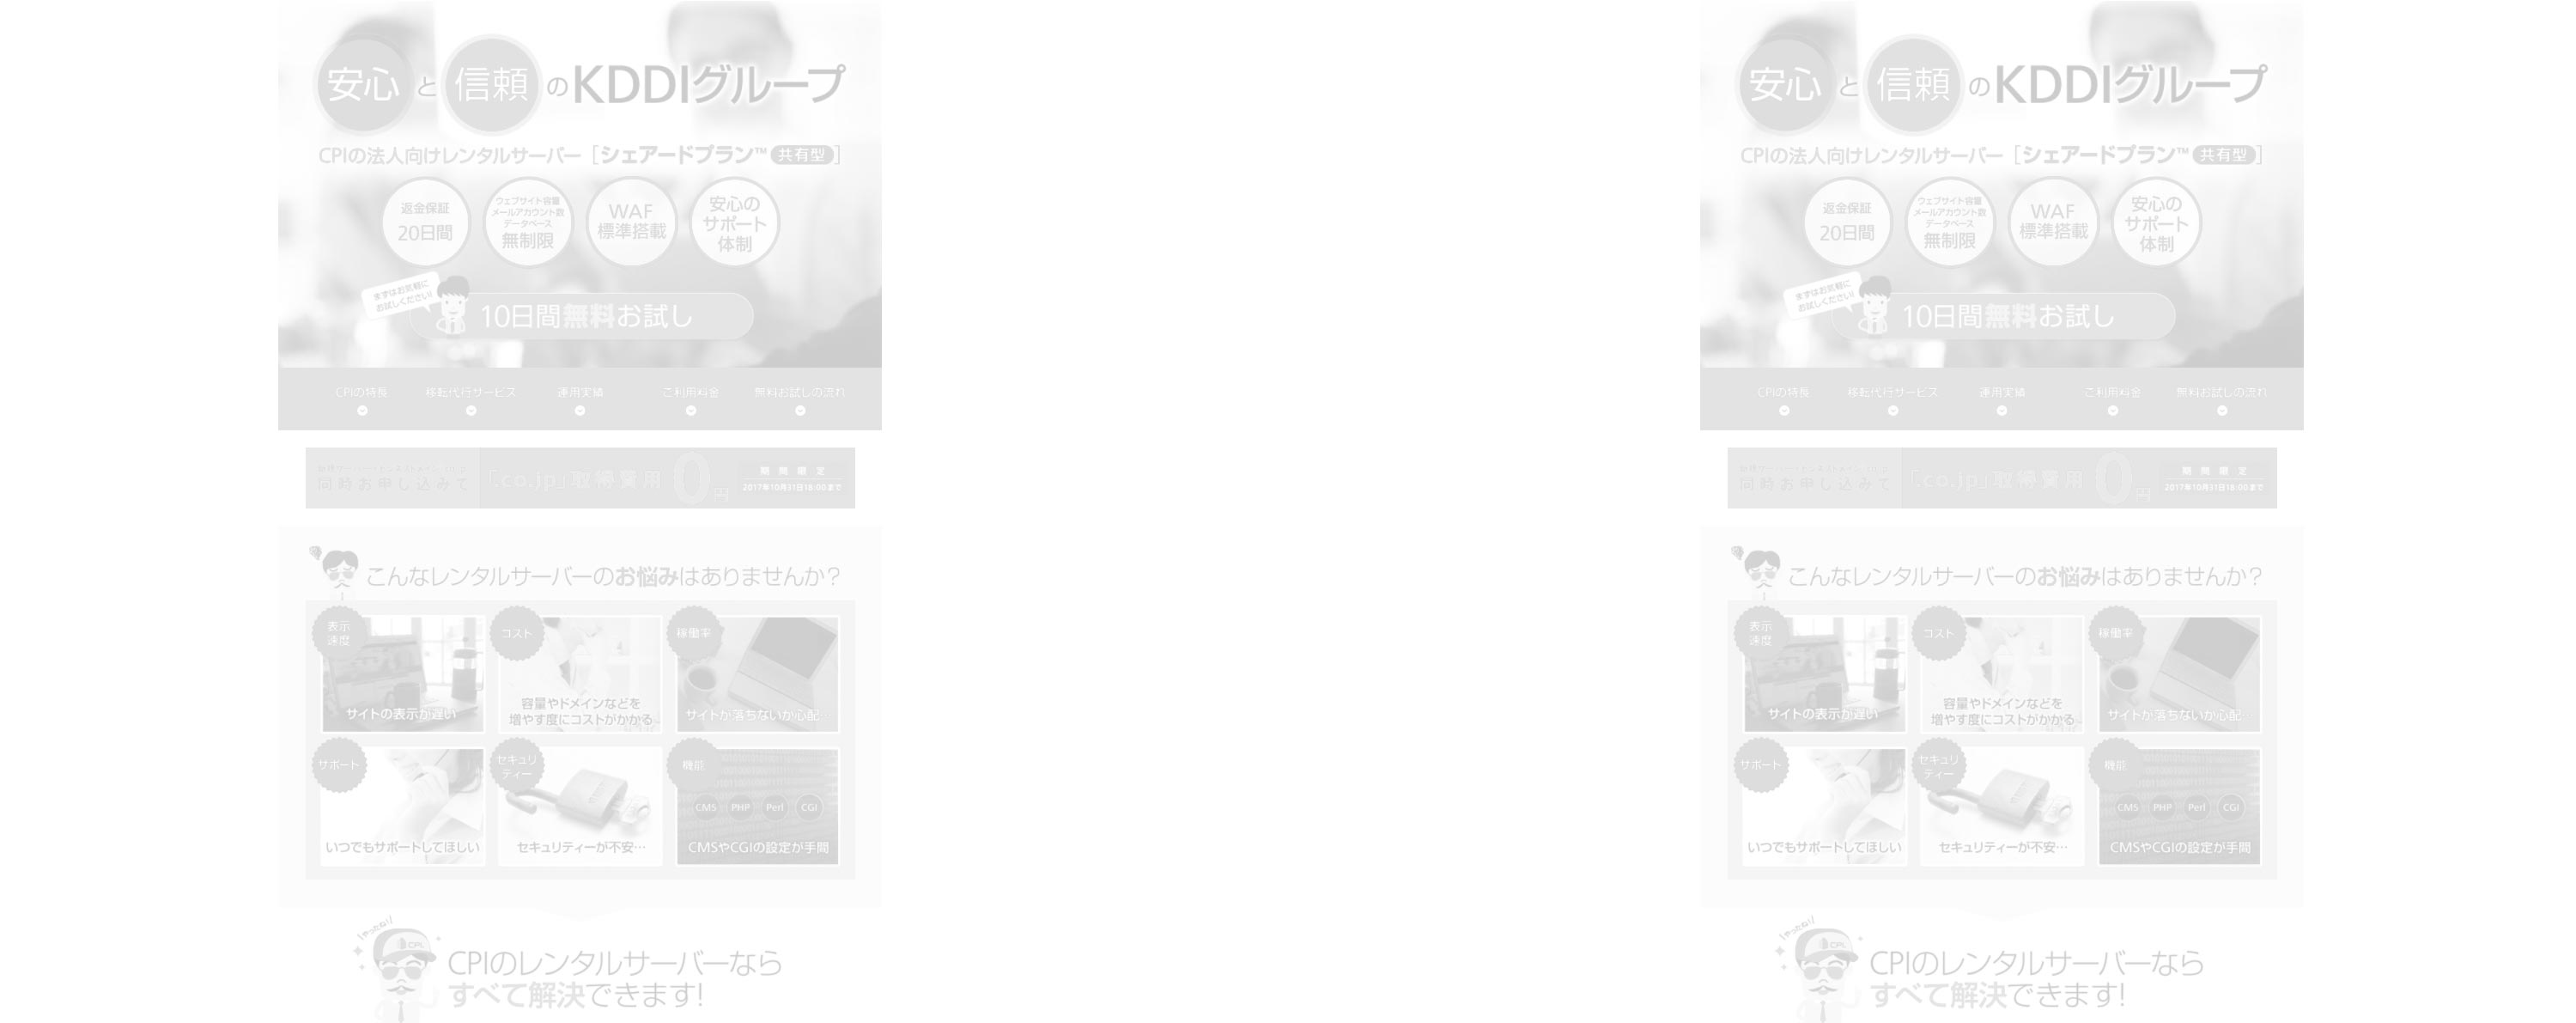 安心と信頼のKDDIグループ
CPIの法人向けレンタルサーバー［シェアードプラン™ 共有型］
返金保証
20日間
ウェブサイト容量
メールアカウント数
データベース
無制限
WAF
標準搭載
安心の
サポート
体制
まずはお気軽に
お試しください!
10日間無料お試し
CPIの特長 移転代行サービス 運用実績 ご利用料金 無料お試しの流れ
同時お申し込みで
「.co.jp」取得費用 0円
期間限定
2017年10月31日18:00まで
こんなレンタルサーバーのお悩みはありませんか?
表示
速度
サイトの表示が遅い
コスト
容量やドメインなどを
増やす度にコストがかかる
稼働率
サイトが落ちないか心配
サポート
いつでもサポートしてほしい
セキュリ
ティー
セキュリティーが不安…
機能
CMS PHP Perl CGI
CMSやCGIの設定が手間
やったね!
CPI
CPIのレンタルサーバーなら
すべて解決できます!
安心と信頼のKDDIグループ
CPIの法人向けレンタルサーバー［シェアードプラン™ 共有型］
返金保証
20日間
ウェブサイト容量
メールアカウント数
データベース
無制限
WAF
標準搭載
安心の
サポート
体制
まずはお気軽に
お試しください!
10日間無料お試し
CPIの特長 移転代行サービス 運用実績 ご利用料金 無料お試しの流れ
同時お申し込みで
「.co.jp」取得費用 0円
期間限定
2017年10月31日18:00まで
こんなレンタルサーバーのお悩みはありませんか?
表示
速度
サイトの表示が遅い
コスト
容量やドメインなどを
増やす度にコストがかかる
稼働率
サイトが落ちないか心配
サポート
いつでもサポートしてほしい
セキュリ
ティー
セキュリティーが不安…
機能
CMS PHP Perl CGI
CMSやCGIの設定が手間
やったね!
CPI
CPIのレンタルサーバーなら
すべて解決できます!